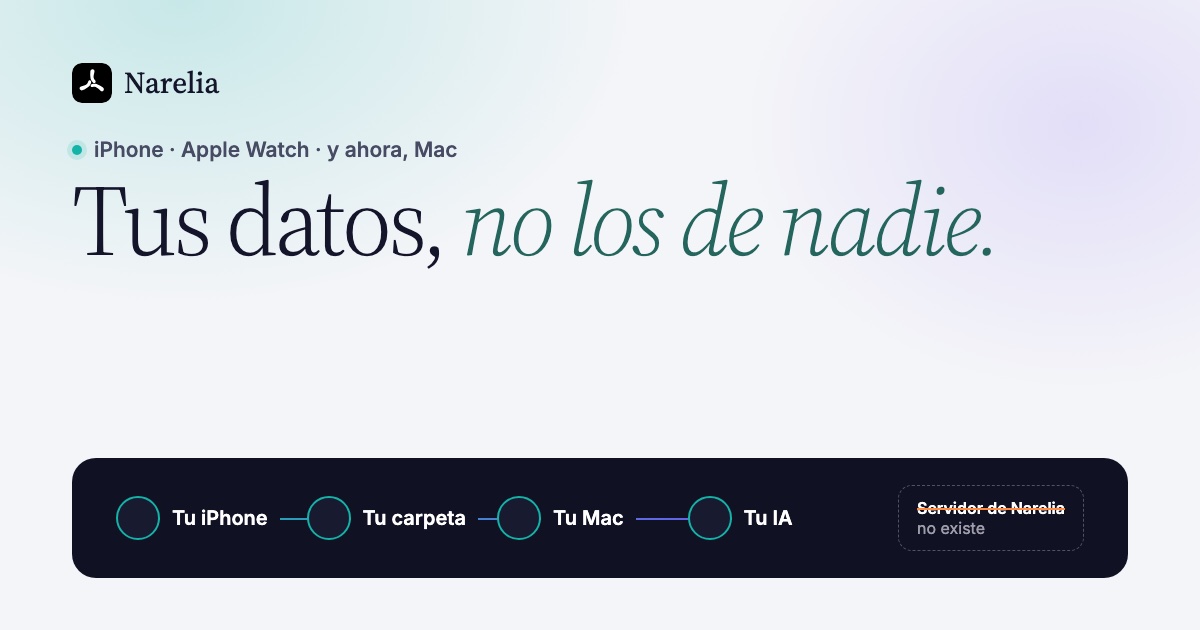 Narelia
iPhone · Apple Watch · y ahora, Mac
Tus datos, no los de nadie.
Tu iPhone
Tu carpeta
Tu Mac
Tu IA
Servidor de Narelia
no existe